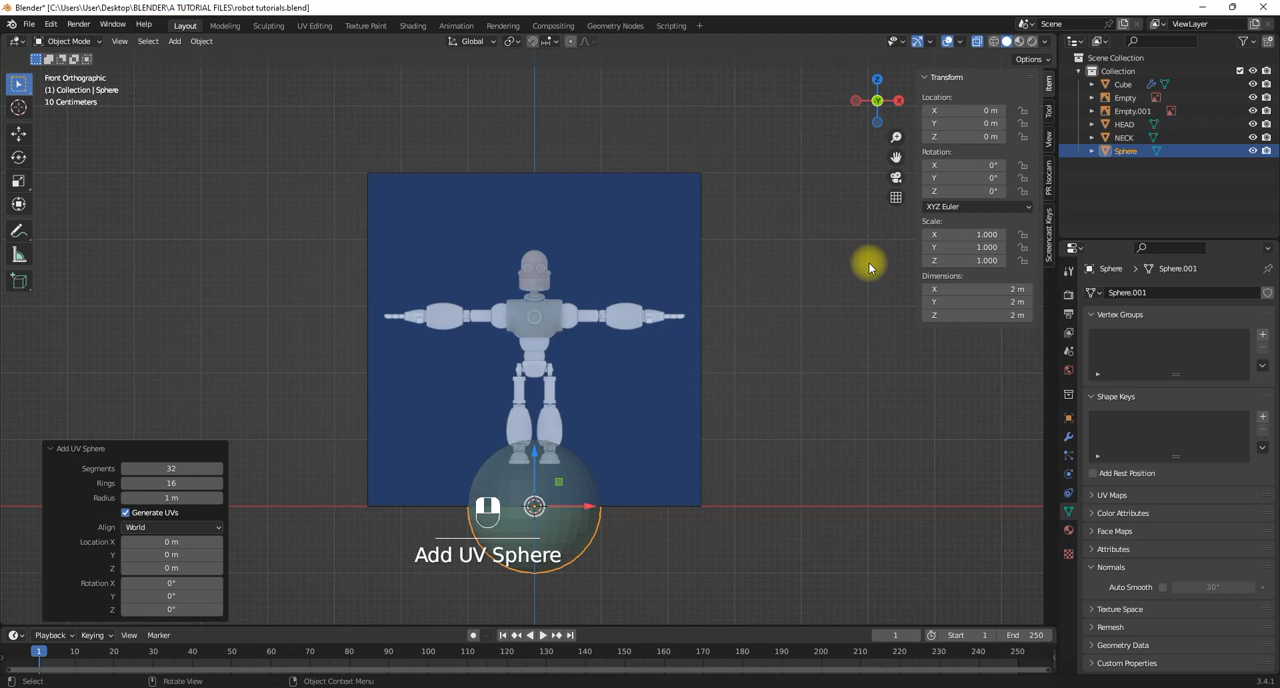 Blender* [C:\Users\User\Desktop\BLENDER\A TUTORIAL FILES\robot tutorials.blend]
File Edit Render Window Help Layout Modeling Sculpting UV Editing Texture Paint Shading Animation Rendering Compositing Geometry Nodes Scripting + Scene ViewLayer
Object Mode View Select Add Object Global
Options
Front Orthographic
(1) Collection | Sphere
10 Centimeters
Z
X
Y
Transform
Location:
X 0 m
Y 0 m
Z 0 m
Rotation:
X 0°
Y 0°
Z 0°
XYZ Euler
Scale:
X 1.000
Y 1.000
Z 1.000
Dimensions:
X 2 m
Y 2 m
Z 2 m
Item
Tool
View
PR Isocam
Screencast Keys
Scene Collection
Collection
Cube
Empty
Empty.001
HEAD
NECK
Sphere
Sphere Sphere.001
Sphere.001
Vertex Groups
Shape Keys
Add Rest Position
UV Maps
Color Attributes
Face Maps
Attributes
Normals
Auto Smooth 30°
Texture Space
Remesh
Geometry Data
Custom Properties
Add UV Sphere
Segments 32
Rings 16
Radius 1 m
Generate UVs
Align World
Location X 0 m
Y 0 m
Z 0 m
Rotation X 0°
Y 0°
Z 0°
Add UV Sphere
Playback Keying View Marker 1 Start 1 End 250
1 10 20 30 40 50 60 70 80 90 100 110 120 130 140 150 160 170 180 190 200 210 220 230 240 250
Select Rotate View Object Context Menu 3.4.1